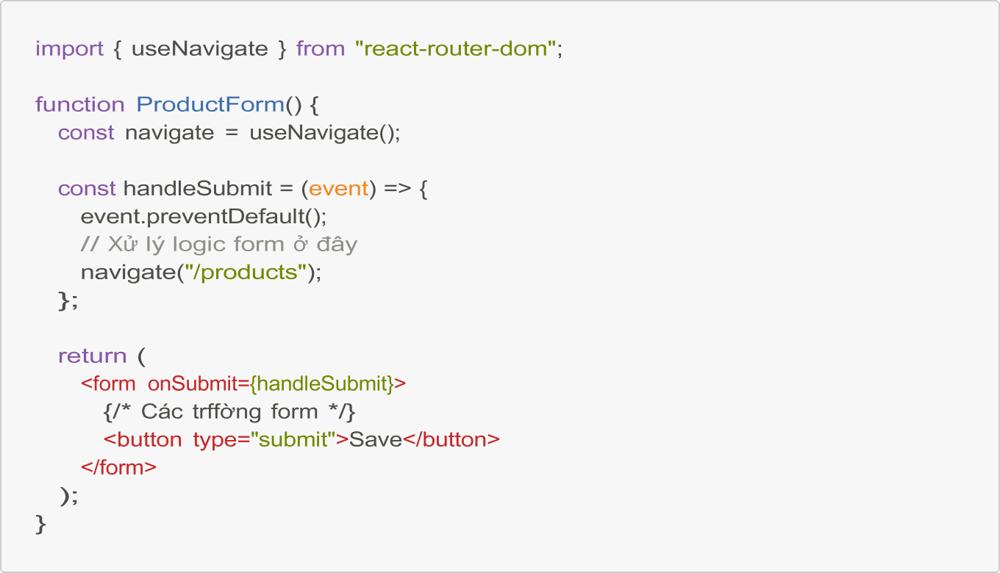 import { useNavigate } from "react-router-dom";
function ProductForm() {
const navigate = useNavigate();
const handleSubmit = (event) => {
event.preventDefault();
// Xử lý logic form ở đây
navigate("/products");
};
return (
<form onSubmit={handleSubmit}>
{/* Các trffờng form */}
<button type="submit">Save</button>
</form>
);
}